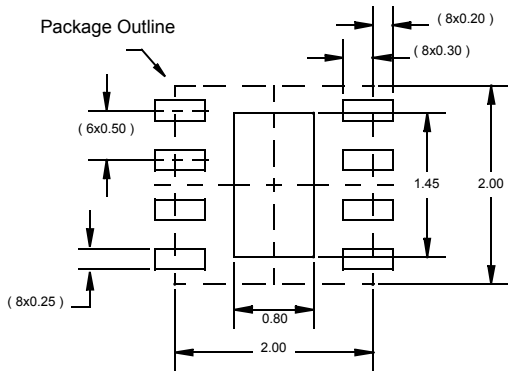 ( 8x0.20 )
Package Outline
( 8x0.30 )
( 6x0.50 )
1.45
2.00
( 8x0.25 )
0.80
2.00